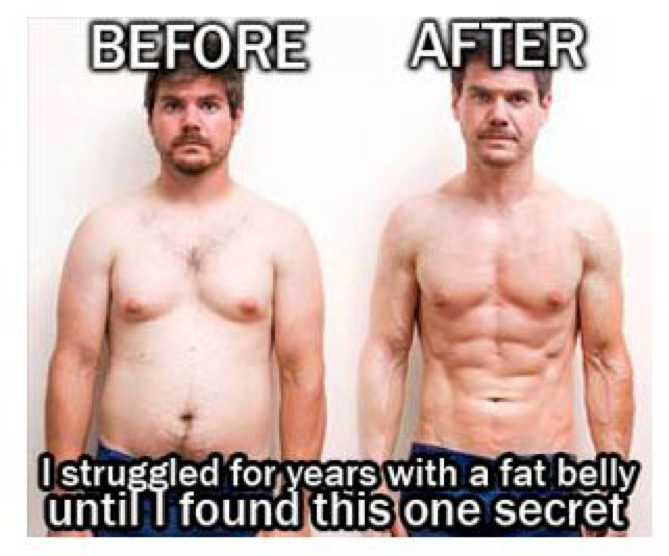 BEFORE AFTER
I struggled for years with a fat belly
until I found this one secret